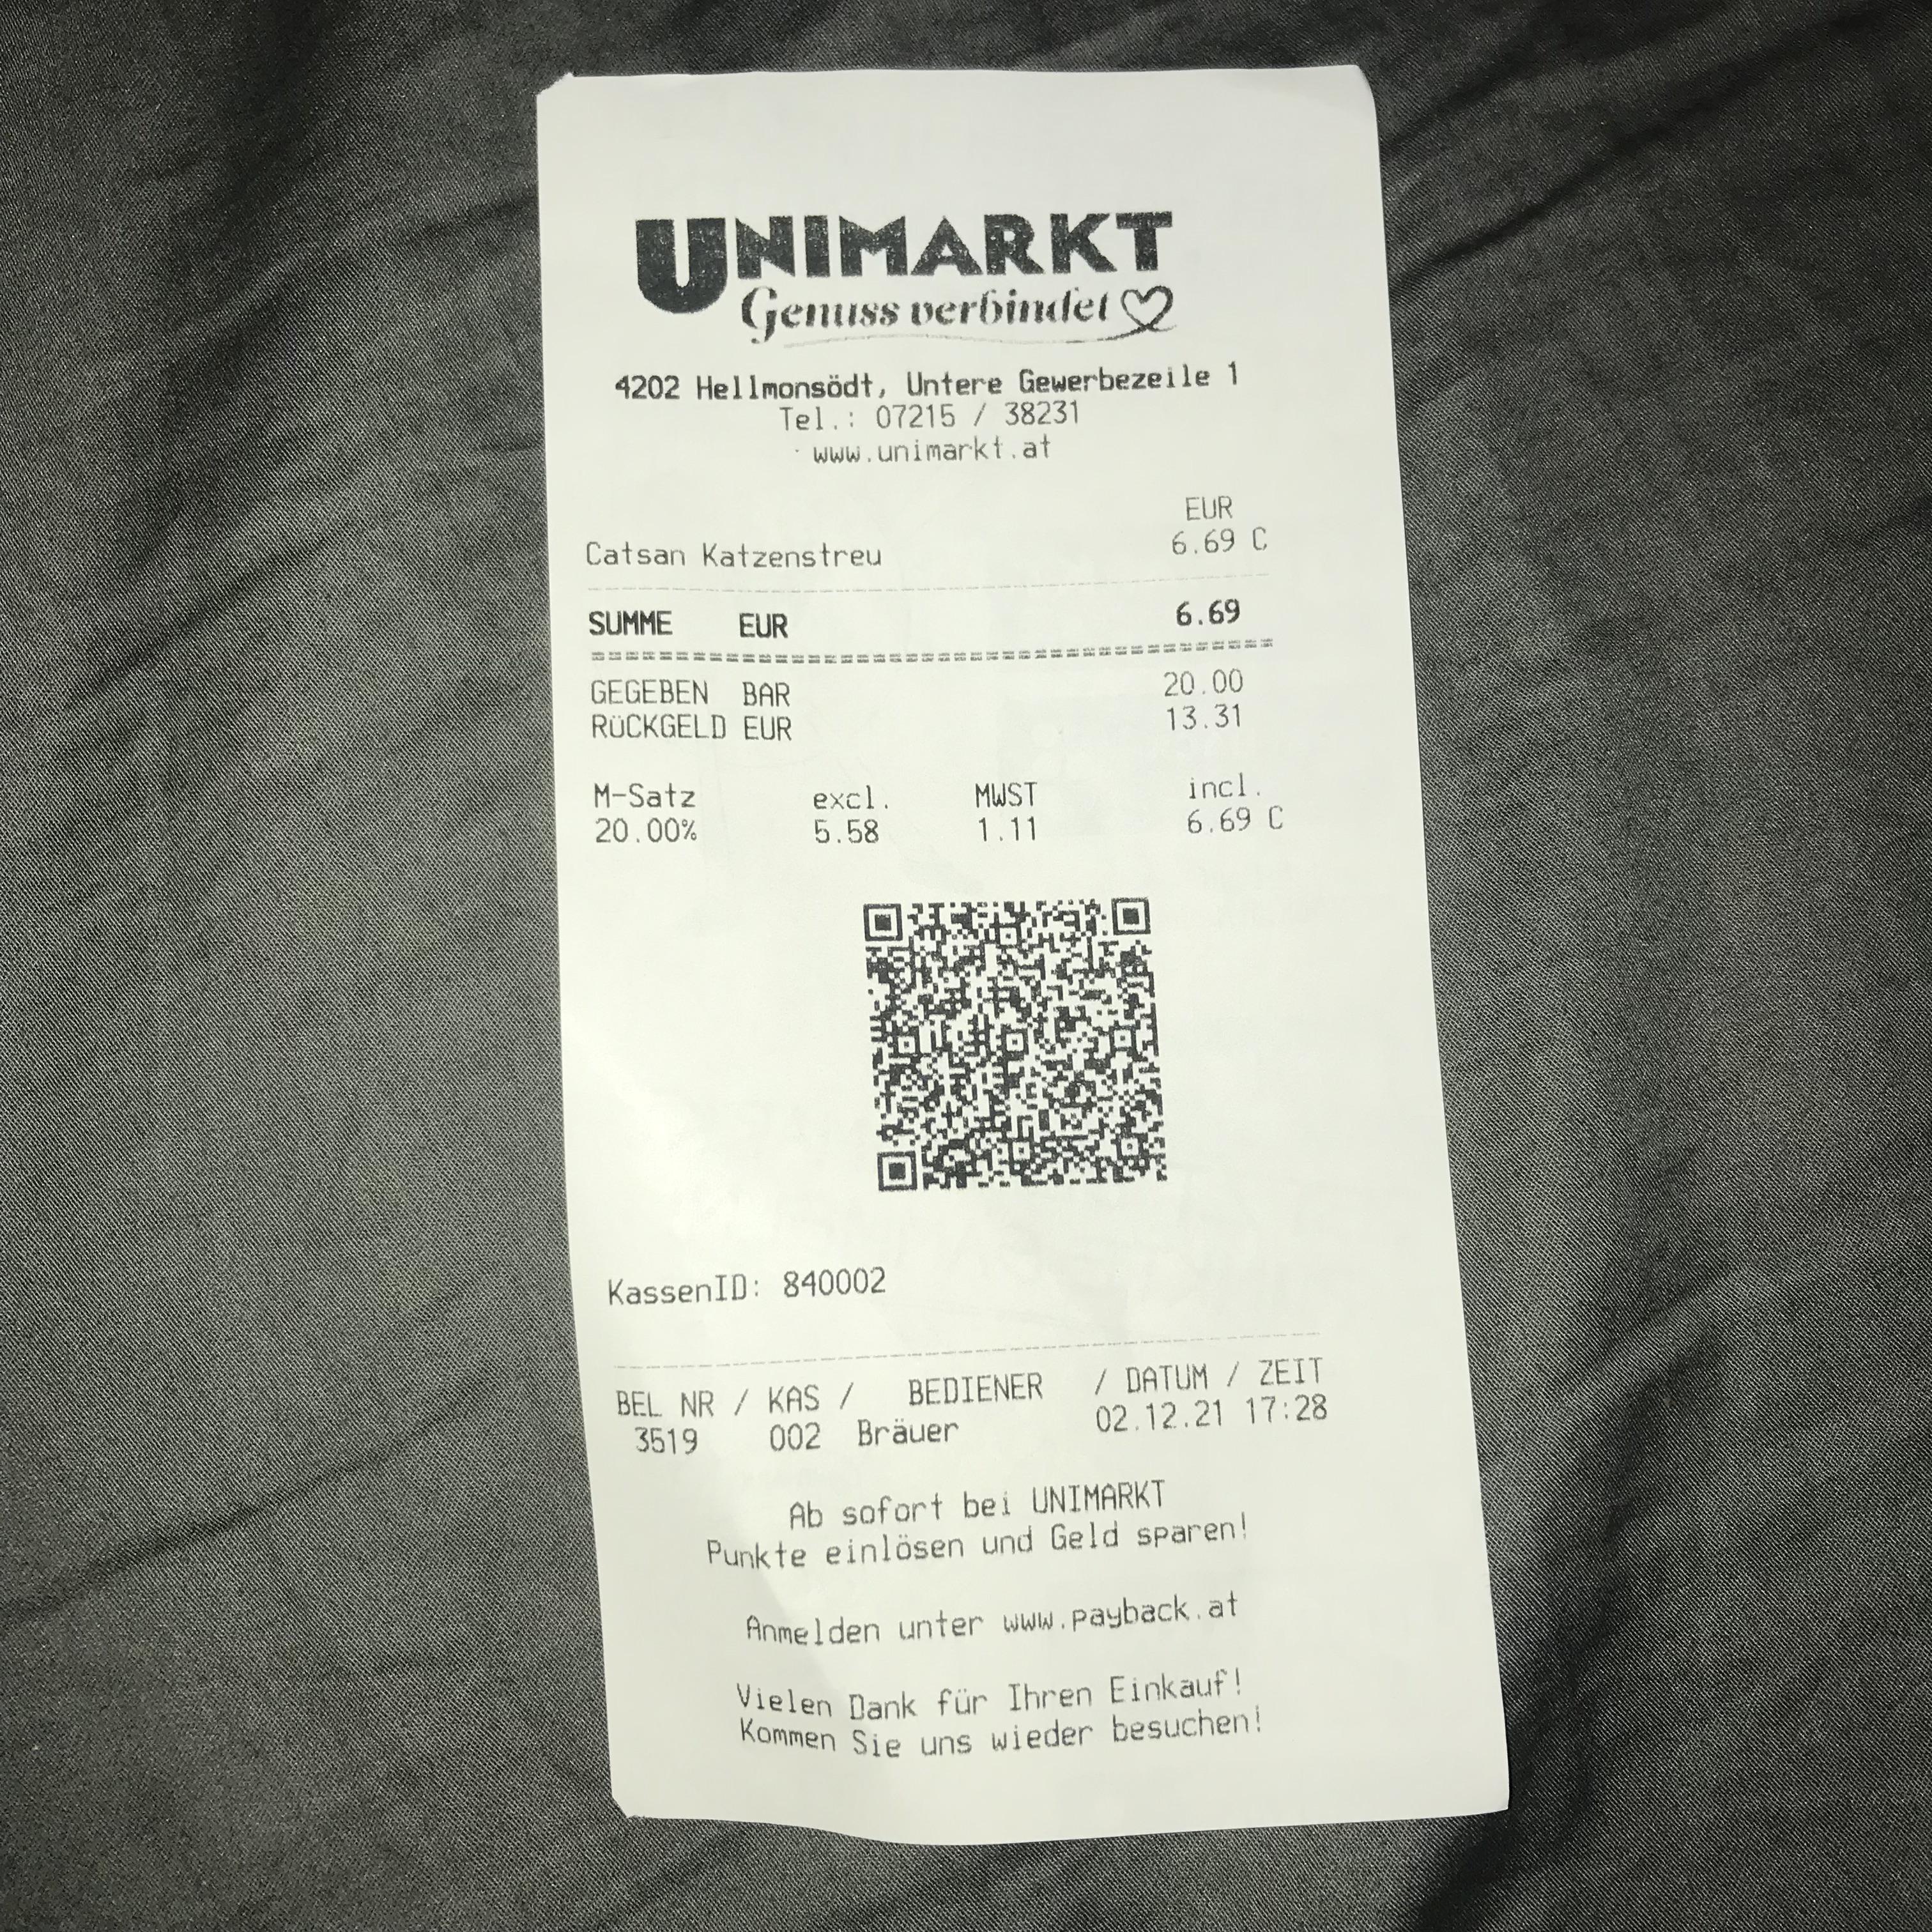 UNIMARKT
Genuss verbindet
4202 Hellmonsödt, Untere Gewerbezeile 1
Tel.: 07215 / 38231
www.unimarkt.at
EUR
Catsan Katzenstreu 6.69 C
SUMME EUR 6.69
GEGEBEN BAR 20.00
RÜCKGELD EUR 13.31
M-Satz excl. MWST incl.
20.00% 5.58 1.11 6.69 C
KassenID: 840002
BEL NR / KAS / BEDIENER / DATUM / ZEIT
3519 002 Bräuer 02.12.21 17:28
Ab sofort bei UNIMARKT
Punkte einlösen und Geld sparen!
Anmelden unter www.payback.at
Vielen Dank für Ihren Einkauf!
Kommen Sie uns wieder besuchen!